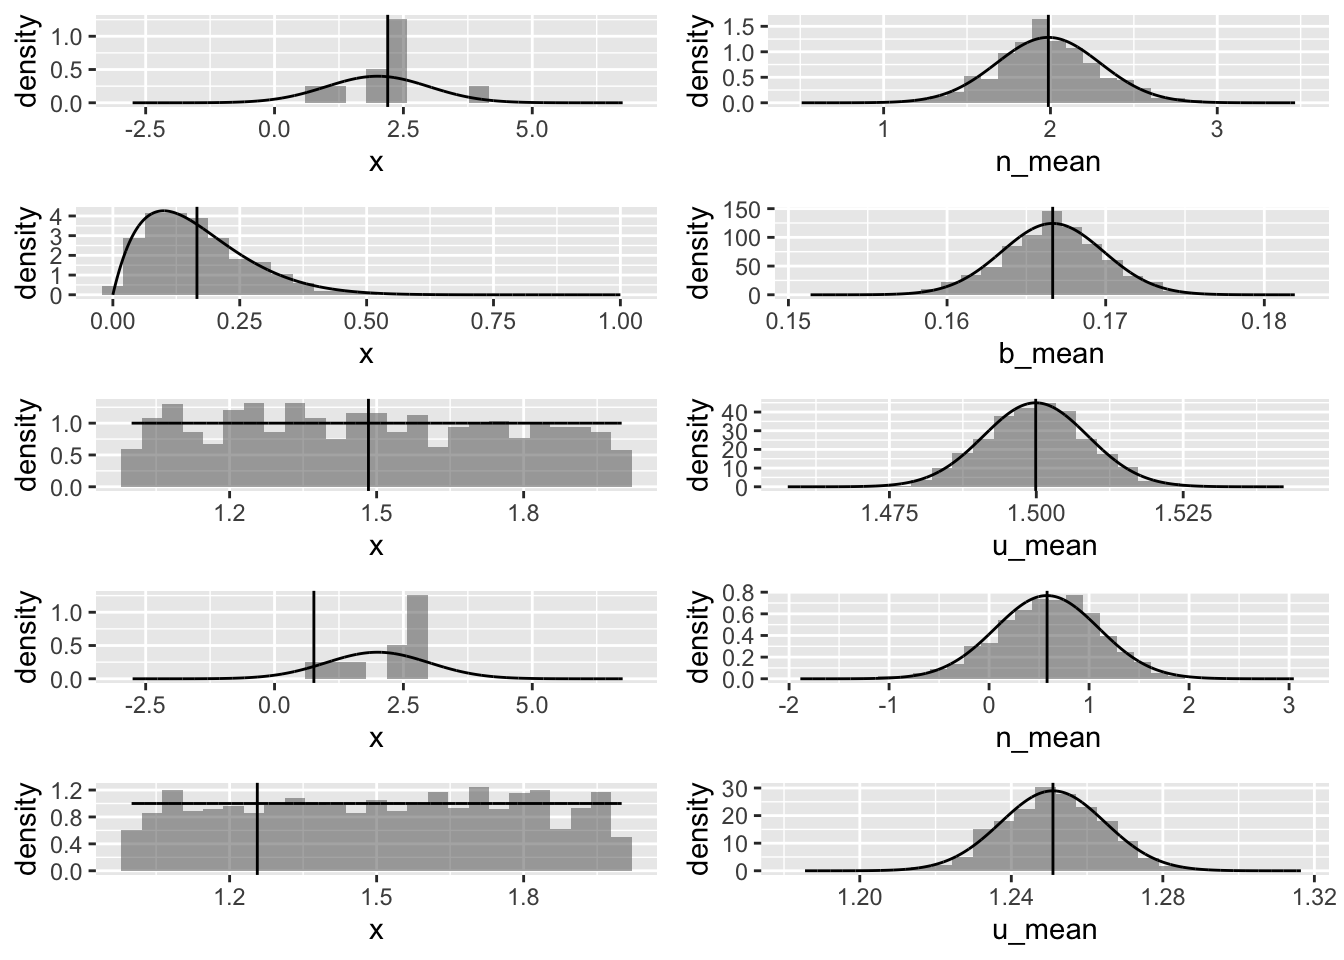 density
1.0
0.5
0.0
-2.5 0.0 2.5 5.0
x
density
1.5
1.0
0.5
0.0
1 2 3
n_mean
density
4
3
2
1
0
0.00 0.25 0.50 0.75 1.00
x
density
150
100
50
0
0.15 0.16 0.17 0.18
b_mean
density
1.0
0.5
0.0
1.2 1.5 1.8
x
density
40
30
20
10
0
1.475 1.500 1.525
u_mean
density
1.0
0.5
0.0
-2.5 0.0 2.5 5.0
x
density
0.8
0.6
0.4
0.2
0.0
-2 -1 0 1 2 3
n_mean
density
1.2
0.8
0.4
0.0
1.2 1.5 1.8
x
density
30
20
10
0
1.20 1.24 1.28 1.32
u_mean